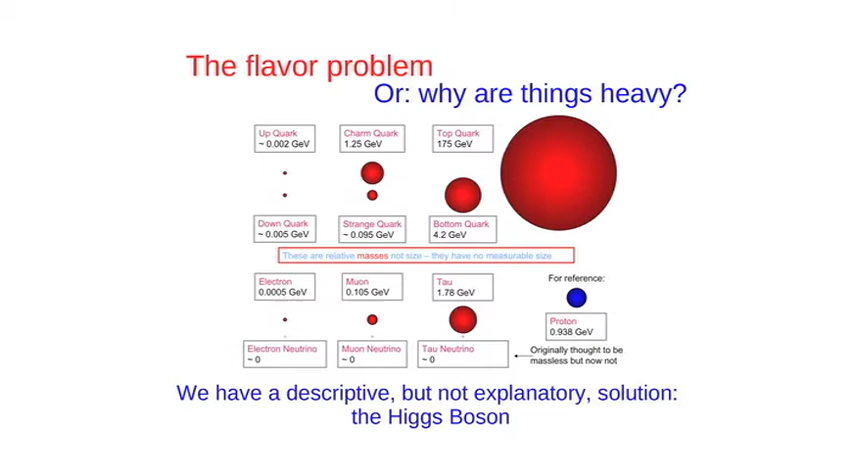 The flavor problem
Or: why are things heavy?
Up Quark
~ 0.002 GeV
Charm Quark
1.25 GeV
Top Quark
175 GeV
Down Quark
~ 0.005 GeV
Strange Quark
~ 0.095 GeV
Bottom Quark
4.2 GeV
These are relative masses not size – they have no measurable size
Electron
0.0005 GeV
Muon
0.105 GeV
Tau
1.78 GeV
For reference:
Proton
0.938 GeV
Electron Neutrino
~ 0
Muon Neutrino
~ 0
Tau Neutrino
~ 0
Originally thought to be
massless but now not
We have a descriptive, but not explanatory, solution:
the Higgs Boson